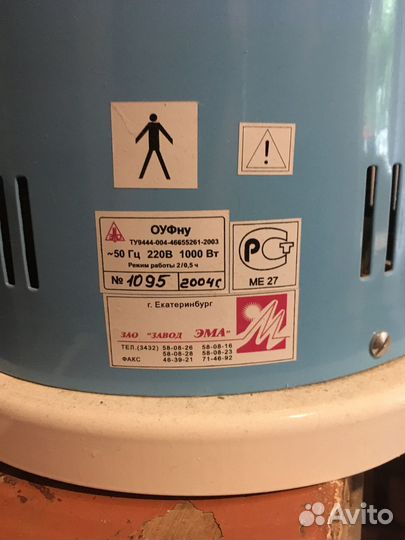 ОУФну
ТУ9444-004-46655261-2003
~50 Гц 220В 1000 Вт
Режим работы 2/0,5 ч
№ 1095 2004г
РСТ
МЕ 27
г. Екатеринбург
ЗАО "ЗАВОД ЭМА"
ТЕЛ.(3432) 58-08-26 58-08-16
58-08-28 58-08-23
ФАКС 48-39-21 71-46-92
Avito